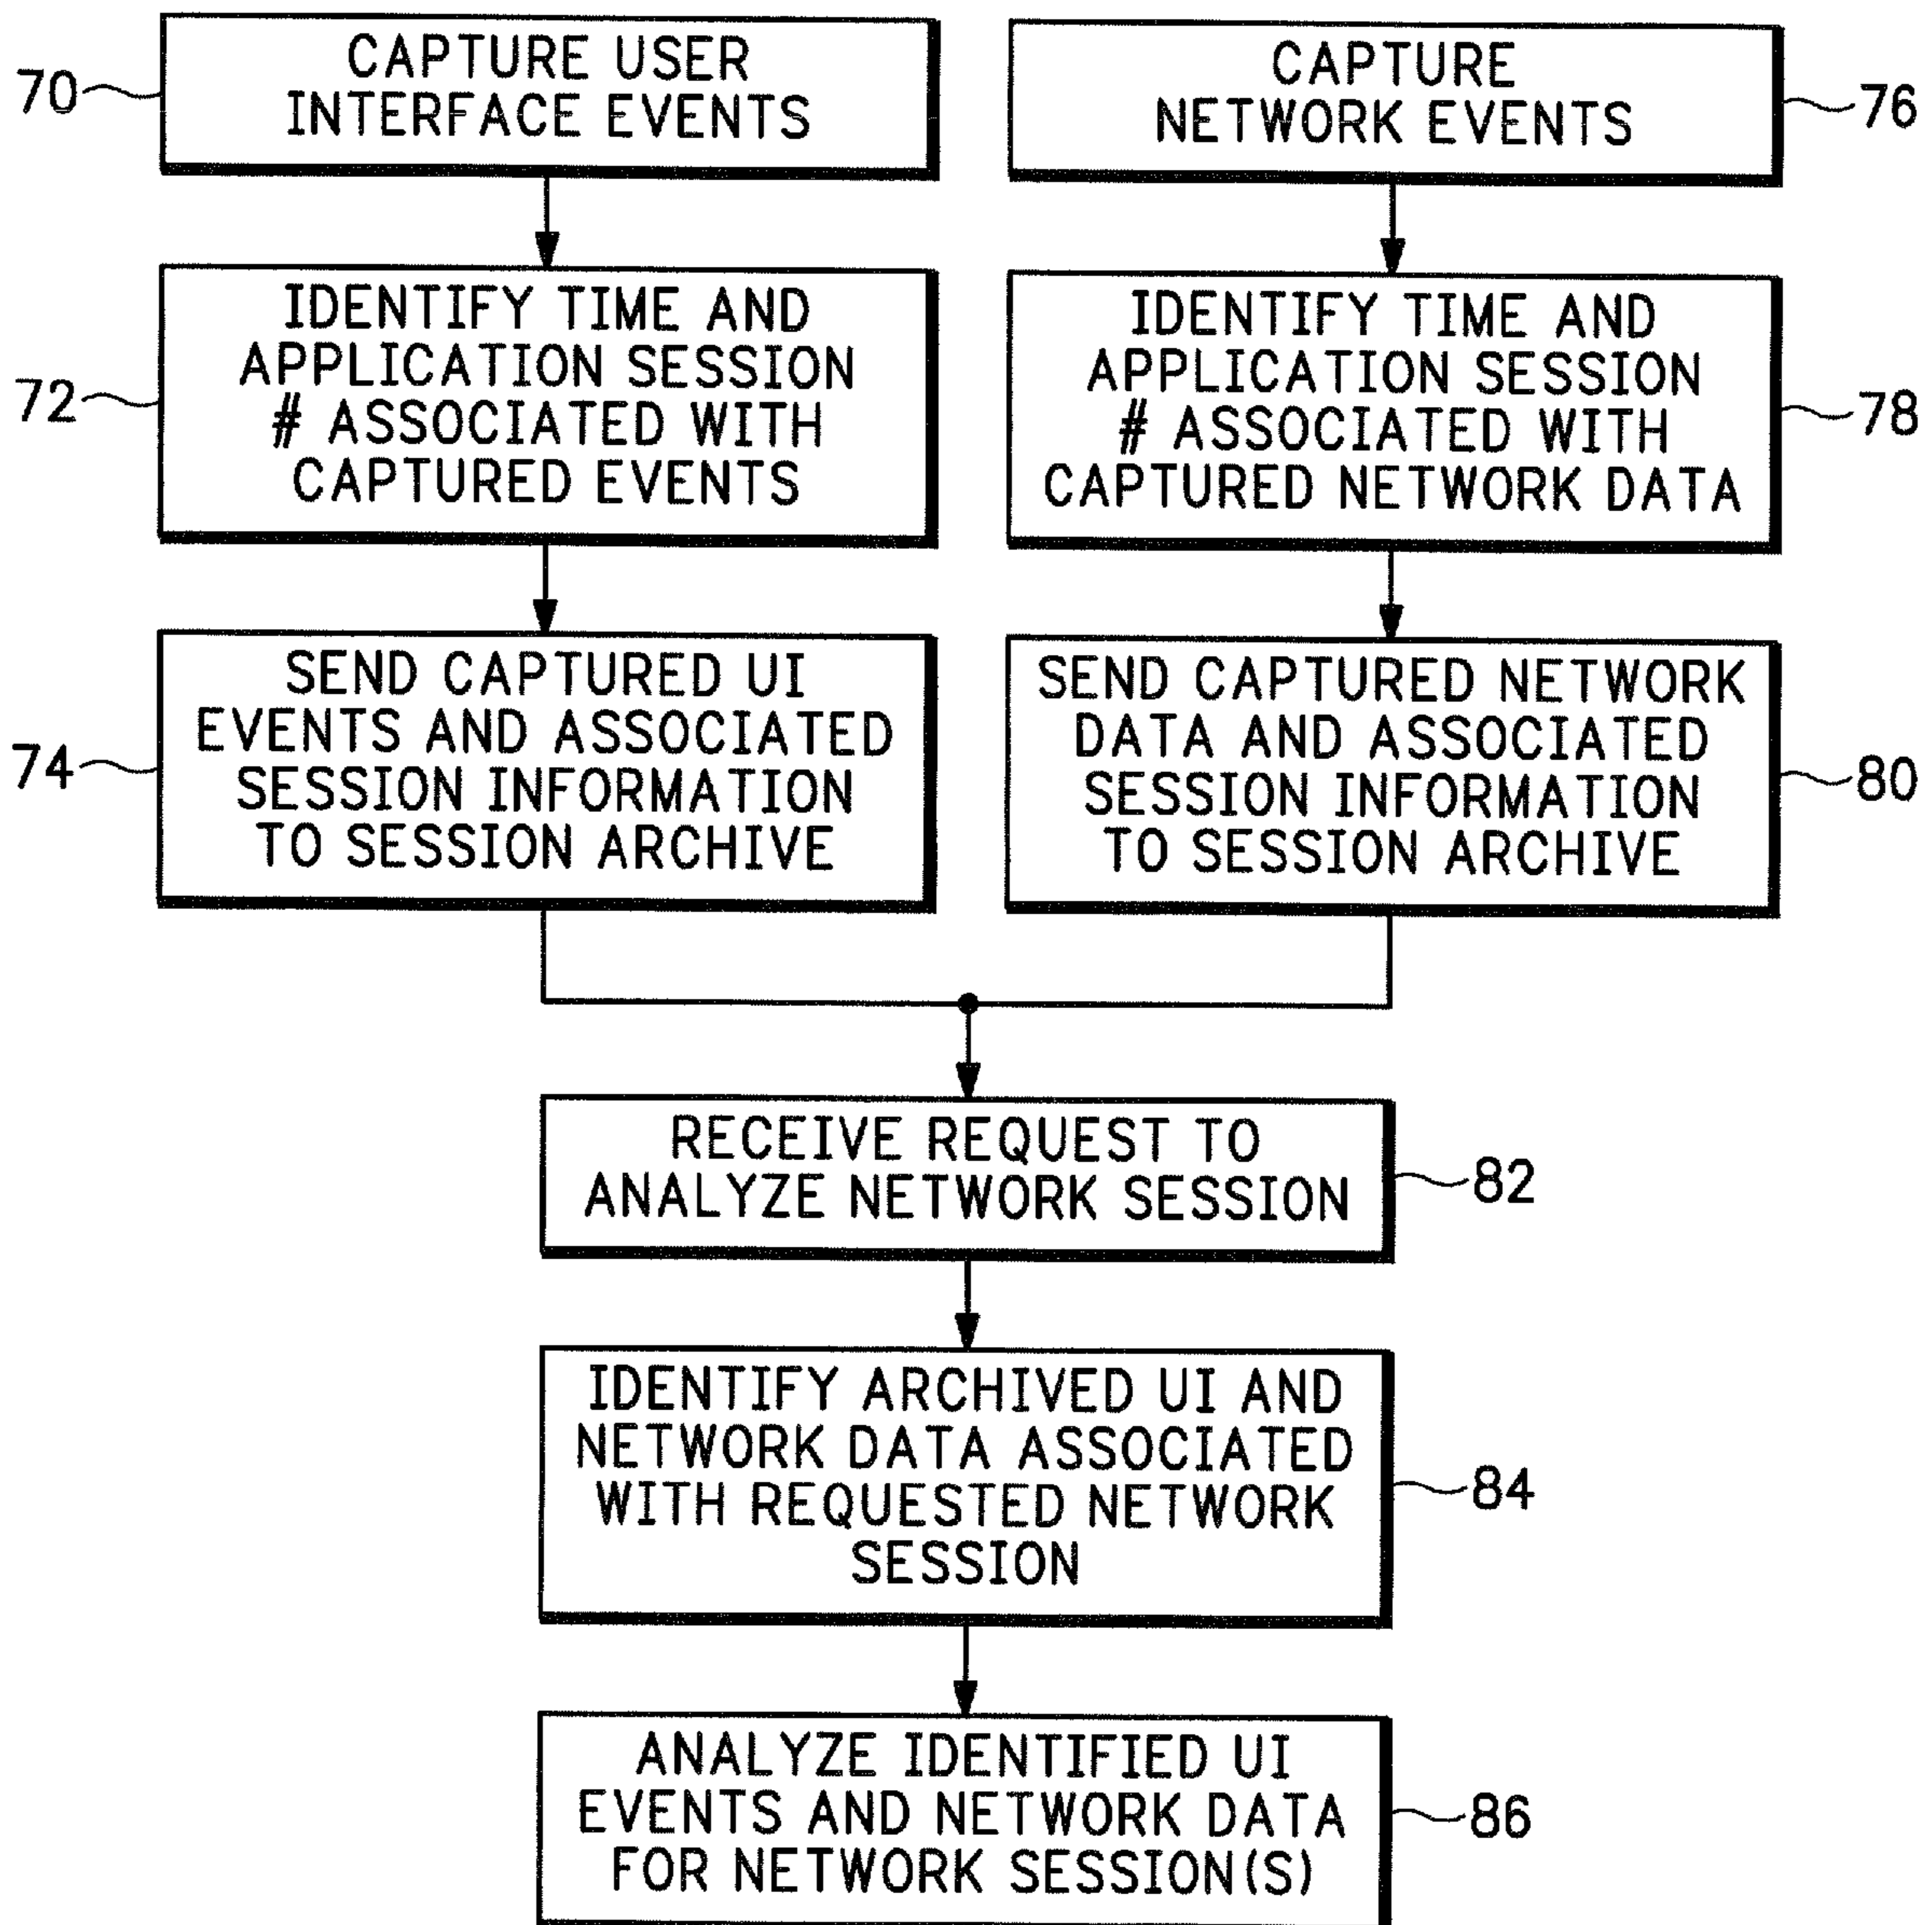 70
CAPTURE USER
INTERFACE EVENTS
CAPTURE
NETWORK EVENTS
76
72
IDENTIFY TIME AND
APPLICATION SESSION
# ASSOCIATED WITH
CAPTURED EVENTS
IDENTIFY TIME AND
APPLICATION SESSION
# ASSOCIATED WITH
CAPTURED NETWORK DATA
78
74
SEND CAPTURED UI
EVENTS AND ASSOCIATED
SESSION INFORMATION
TO SESSION ARCHIVE
SEND CAPTURED NETWORK
DATA AND ASSOCIATED
SESSION INFORMATION
TO SESSION ARCHIVE
80
RECEIVE REQUEST TO
ANALYZE NETWORK SESSION
82
IDENTIFY ARCHIVED UI AND
NETWORK DATA ASSOCIATED
WITH REQUESTED NETWORK
SESSION
84
ANALYZE IDENTIFIED UI
EVENTS AND NETWORK DATA
FOR NETWORK SESSION(S)
86